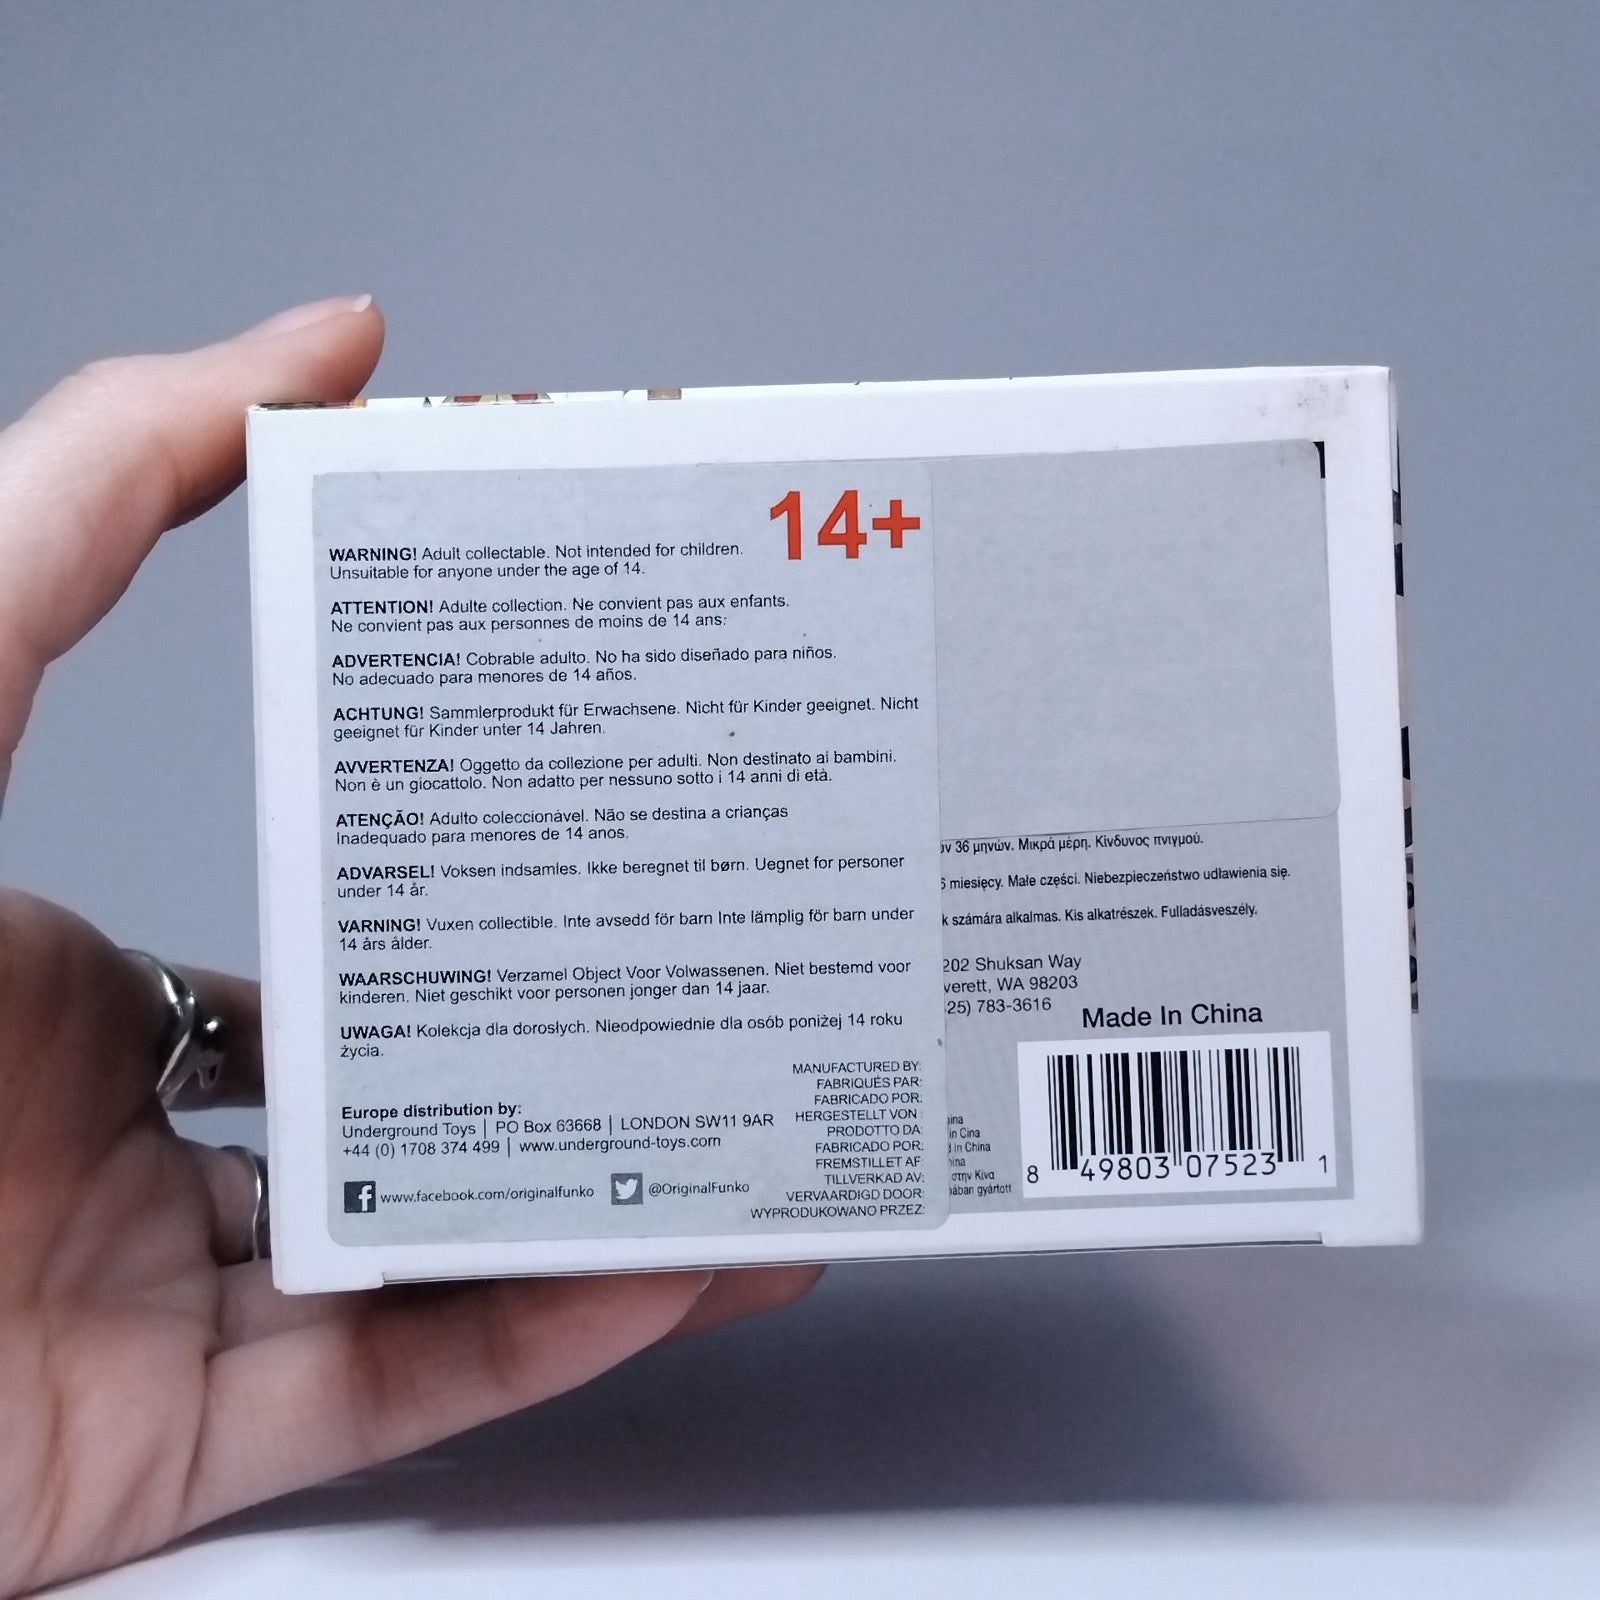 14+
WARNING! Adult collectable. Not intended for children.
Unsuitable for anyone under the age of 14.
ATTENTION! Adulte collection. Ne convient pas aux enfants.
Ne convient pas aux personnes de moins de 14 ans:
ADVERTENCIA! Cobrable adulto. No ha sido diseñado para niños.
No adecuado para menores de 14 años.
ACHTUNG! Sammlerprodukt für Erwachsene. Nicht für Kinder geeignet. Nicht
geeignet für Kinder unter 14 Jahren.
AVVERTENZA! Oggetto da collezione per adulti. Non destinato ai bambini.
Non è un giocattolo. Non adatto per nessuno sotto i 14 anni di età.
ATENÇÃO! Adulto coleccionável. Não se destina a crianças
Inadequado para menores de 14 anos.
ADVARSEL! Voksen indsamles. Ikke beregnet til børn. Uegnet for personer
under 14 år.
VARNING! Vuxen collectible. Inte avsedd för barn Inte lämplig för barn under
14 års ålder.
WAARSCHUWING! Verzamel Object Voor Volwassenen. Niet bestemd voor
kinderen. Niet geschikt voor personen jonger dan 14 jaar.
UWAGA! Kolekcja dla dorosłych. Nieodpowiednie dla osób poniżej 14 roku
życia.
Europe distribution by:
Underground Toys | PO Box 63668 | LONDON SW11 9AR
+44 (0) 1708 374 499 | www.underground-toys.com
www.facebook.com/originalfunko @OriginalFunko
MANUFACTURED BY:
FABRIQUÉS PAR:
FABRICADO POR:
HERGESTELLT VON :
PRODOTTO DA:
FABRICADO POR:
FREMSTILLET AF:
TILLVERKAD AV:
VERVAARDIGD DOOR:
WYPRODUKOWANO PRZEZ:
36 μηνών. Μικρά μέρη. Κίνδυνος πνιγμού.
miesięcy. Małe części. Niebezpieczeństwo udławienia się.
k számára alkalmas. Kis alkatrészek. Fulladásveszély.
202 Shuksan Way
verett, WA 98203
25) 783-3616
Made In China
ina
in Cina
in China
ina
στην Κίνα
ában gyártott
8 49803 07523 1